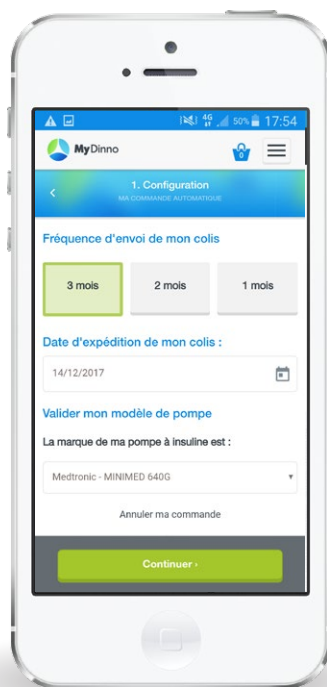 4G 50% 17:54
MyDinno
0
1. Configuration
MA COMMANDE AUTOMATIQUE
Fréquence d'envoi de mon colis
3 mois 2 mois 1 mois
Date d'expédition de mon colis :
14/12/2017
Valider mon modèle de pompe
La marque de ma pompe à insuline est :
Medtronic - MINIMED 640G
Annuler ma commande
Continuer ›